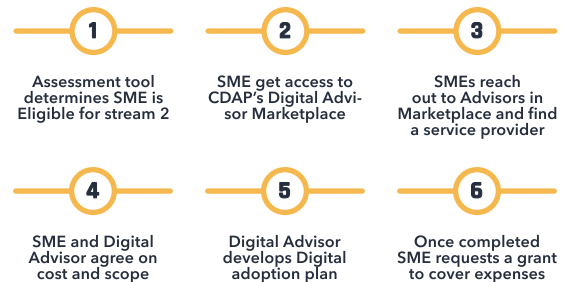 1
Assessment tool
determines SME is
Eligible for stream 2
2
SME get access to
CDAP's Digital Advi-
sor Marketplace
3
SMEs reach
out to Advisors in
Marketplace and find
a service provider
4
SME and Digital
Advisor agree on
cost and scope
5
Digital Advisor
develops Digital
adoption plan
6
Once completed
SME requests a grant
to cover expenses